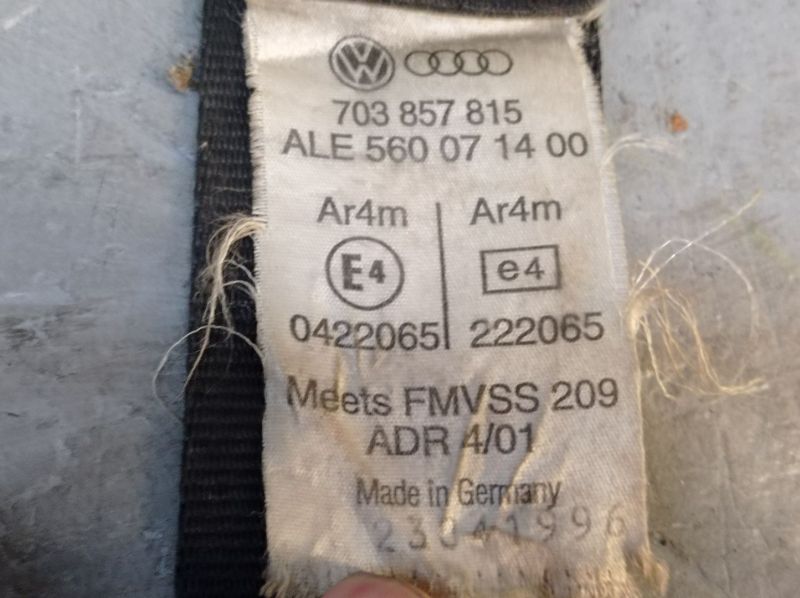 703 857 815
ALE 560 07 14 00
Ar4m Ar4m
E4 e4
0422065 222065
Meets FMVSS 209
ADR 4/01
Made in Germany
23041996